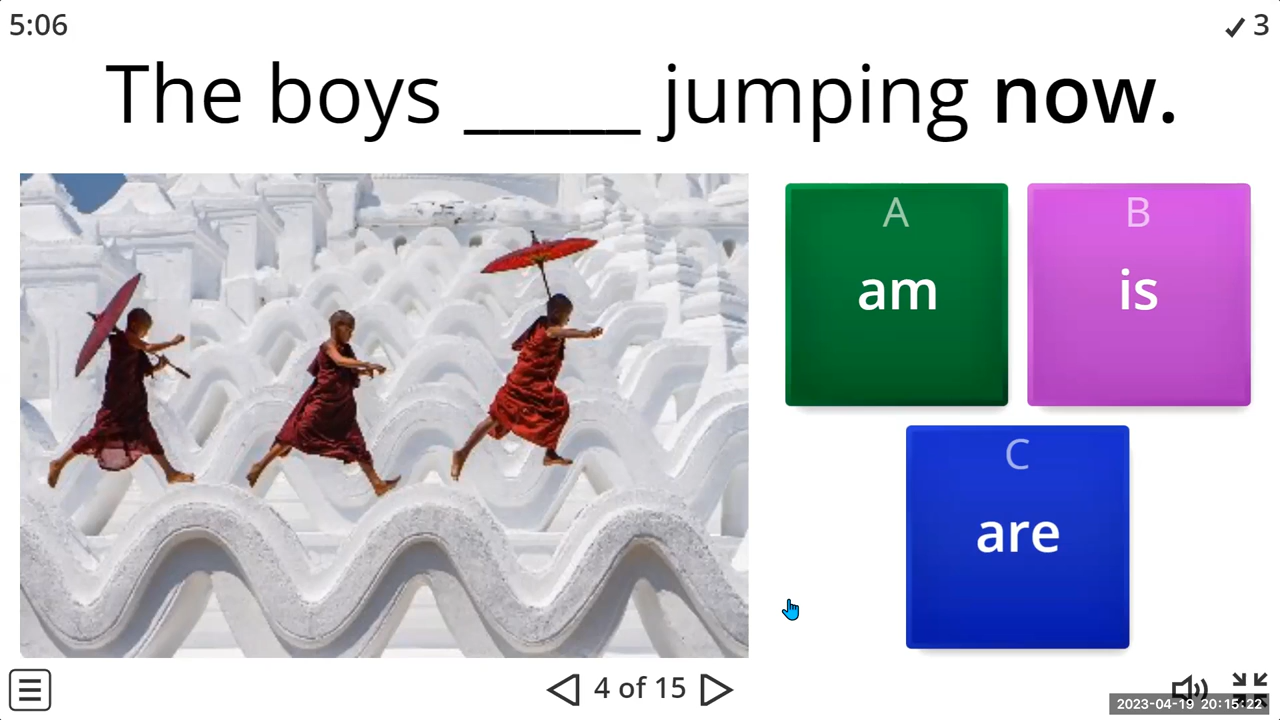 5:06
✓ 3
The boys _____ jumping now.
A
am
B
is
C
are
4 of 15
2023-04-19 20:15:22